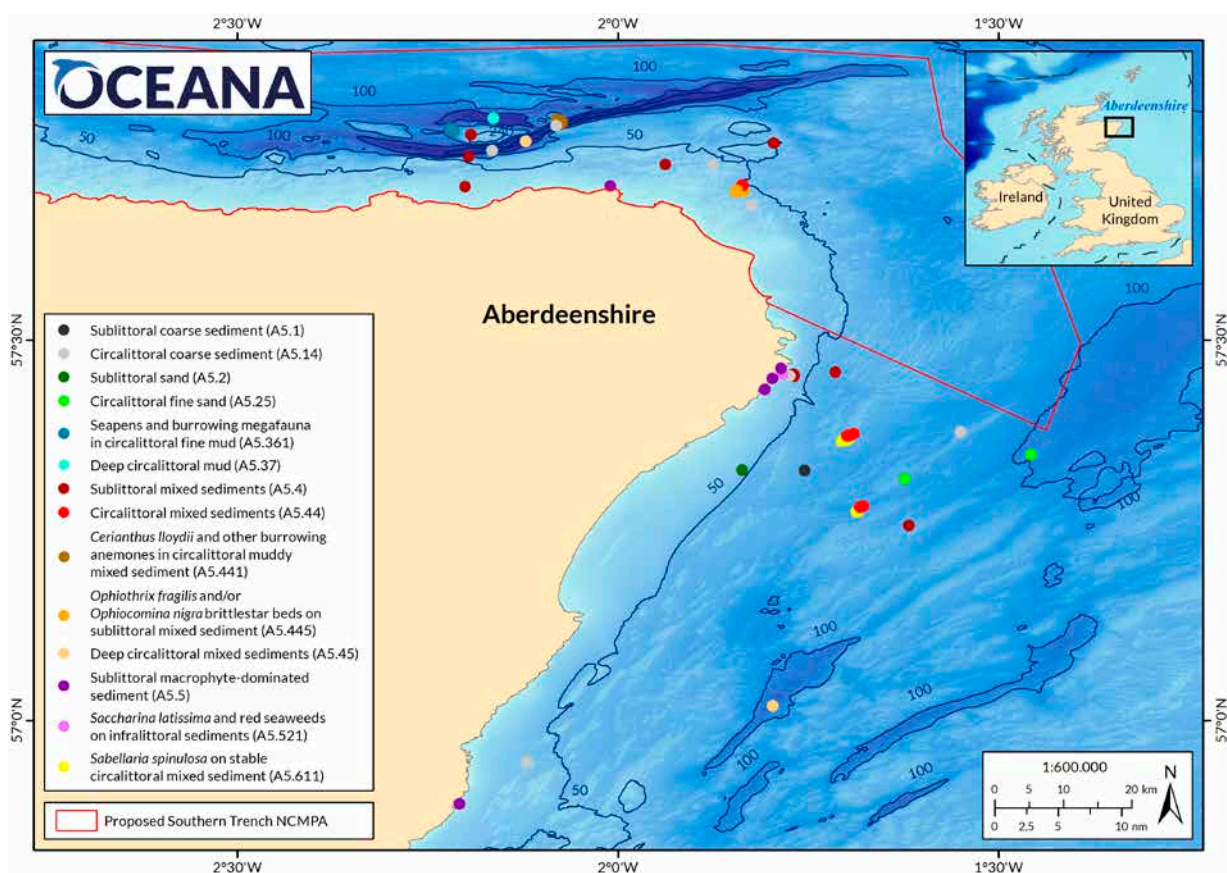 2°30'W
2°0'W
1°30'W
OCEANA
100
100
50
100
200
50
Aberdeenshire
Ireland
United
Kingdom
57°30'N
57°30'N
Aberdeenshire
100
100
50
Sublittoral coarse sediment (A5.1)
Circalittoral coarse sediment (A5.14)
Sublittoral sand (A5.2)
Circalittoral fine sand (A5.25)
Seapens and burrowing megafauna
in circalittoral fine mud (A5.361)
Deep circalittoral mud (A5.37)
Sublittoral mixed sediments (A5.4)
Circalittoral mixed sediments (A5.44)
Cerianthus lloydii and other burrowing
anemones in circalittoral muddy
mixed sediment (A5.441)
Ophiothrix fragilis and/or
Ophiocomina nigra brittlestar beds on
sublittoral mixed sediment (A5.445)
Deep circalittoral mixed sediments (A5.45)
Sublittoral macrophyte-dominated
sediment (A5.5)
Saccharina latissima and red seaweeds
on infralittoral sediments (A5.521)
Sabellaria spinulosa on stable
circalittoral mixed sediment (A5.611)
Proposed Southern Trench NCMPA
100
100
100
100
50
57°0'N
57°0'N
1:600.000
N
0 5 10 20 km
0 2,5 5 10 nm
2°30'W
2°0'W
1°30'W